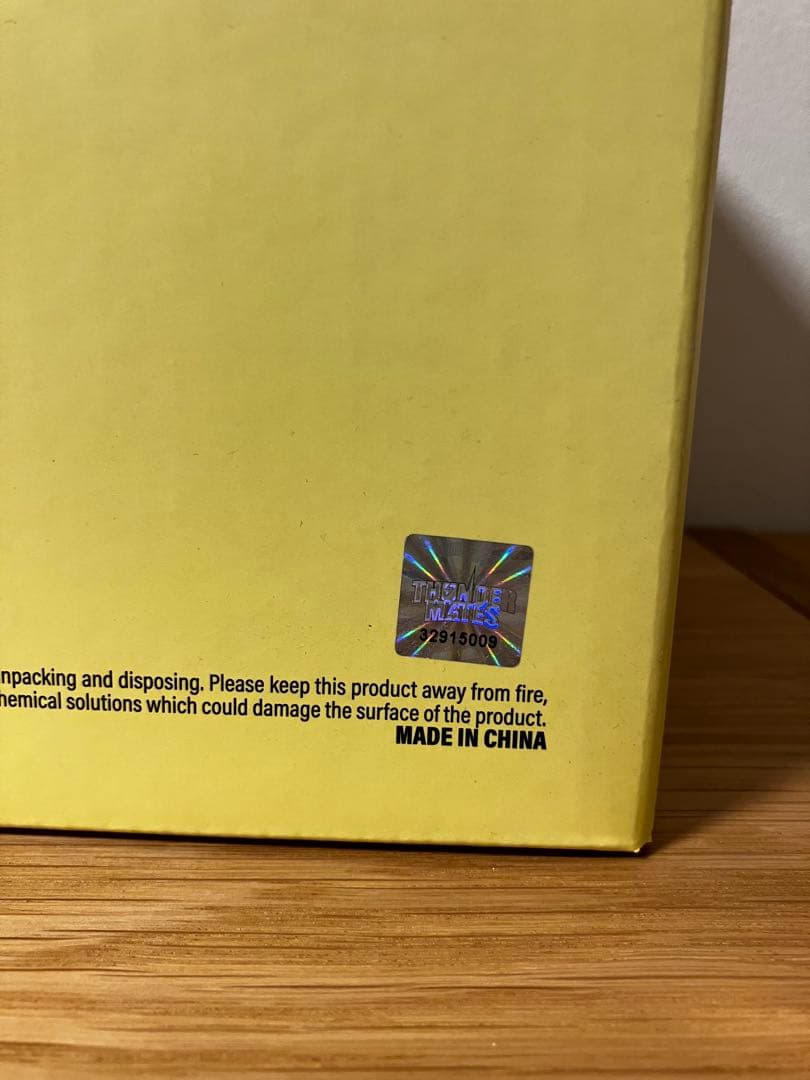 THUNDER
MATES
32915009
npacking and disposing. Please keep this product away from fire,
hemical solutions which could damage the surface of the product.
MADE IN CHINA